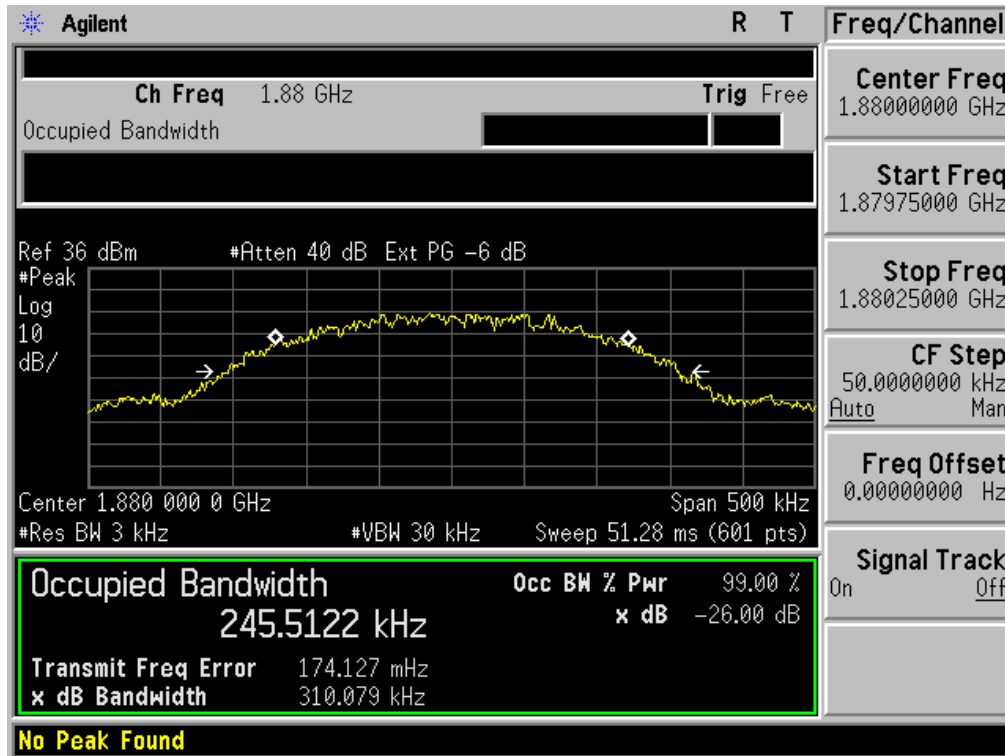 Agilent R T
Ch Freq 1.88 GHz Trig Free
Occupied Bandwidth
Ref 36 dBm #Atten 40 dB Ext PG -6 dB
#Peak
Log
10
dB/
Center 1.880 000 0 GHz Span 500 kHz
#Res BW 3 kHz #VBW 30 kHz Sweep 51.28 ms (601 pts)
Occupied Bandwidth
245.5122 kHz
Occ BW % Pwr 99.00 %
x dB -26.00 dB
Transmit Freq Error 174.127 mHz
x dB Bandwidth 310.079 kHz
No Peak Found
Freq/Channel
Center Freq
1.88000000 GHz
Start Freq
1.87975000 GHz
Stop Freq
1.88025000 GHz
CF Step
50.0000000 kHz
Auto Man
Freq Offset
0.00000000 Hz
Signal Track
On Off